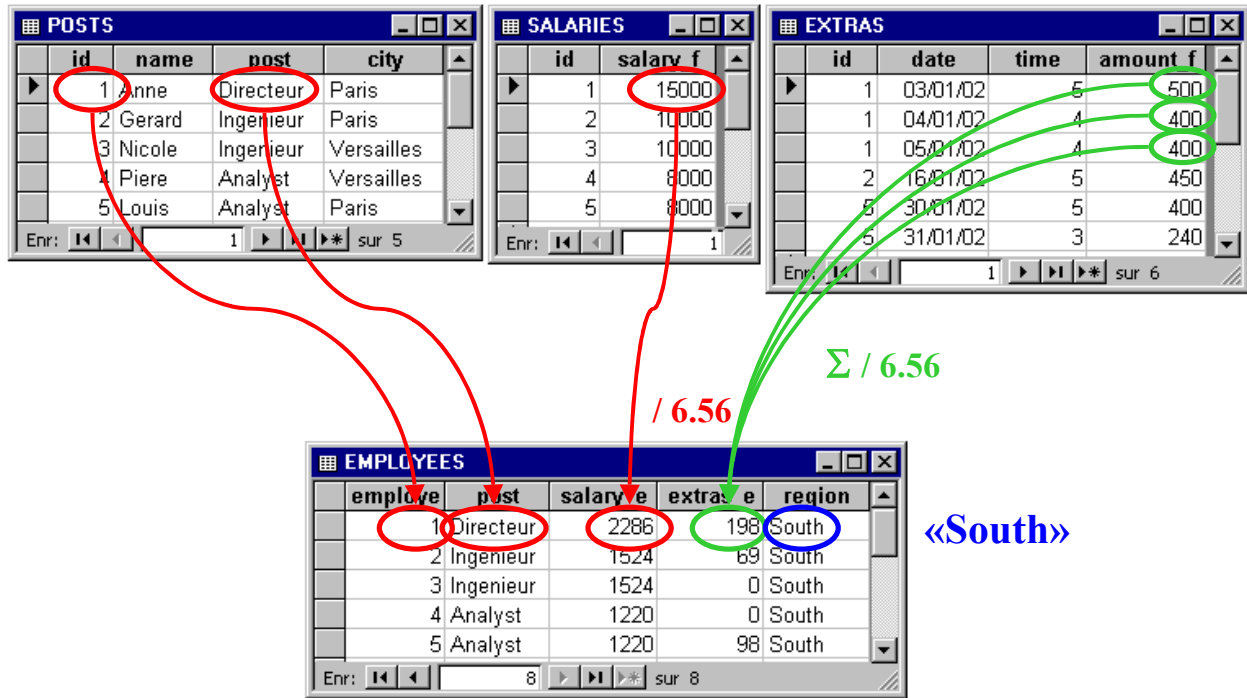 POSTS
id name post city
1 Anne Directeur Paris
2 Gerard Ingenieur Paris
3 Nicole Ingenieur Versailles
4 Piere Analyst Versailles
5 Louis Analyst Paris
Enr: 1 sur 5
SALARIES
id salary_f
1 15000
2 10000
3 10000
4 8000
5 8000
Enr: 1
EXTRAS
id date time amount_f
1 03/01/02 5 500
1 04/01/02 4 400
1 05/01/02 4 400
2 16/01/02 5 450
5 30/01/02 5 400
5 31/01/02 3 240
Enr: 1 sur 6
Σ / 6.56
/ 6.56
EMPLOYEES
employe post salary_e extras_e region
1 Directeur 2286 198 South
2 Ingenieur 1524 69 South
3 Ingenieur 1524 0 South
4 Analyst 1220 0 South
5 Analyst 1220 98 South
Enr: 8 sur 8
«South»